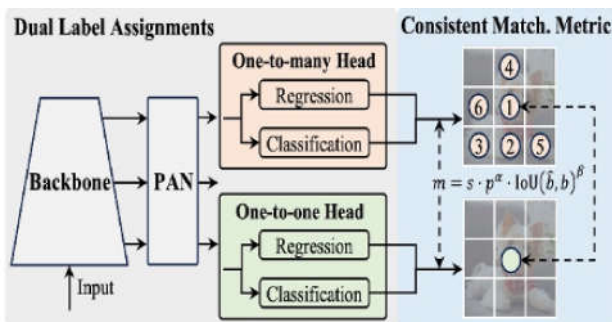 Dual Label Assignments
Consistent Match. Metric
One-to-many Head
Regression
Classification
Backbone
PAN
Input
One-to-one Head
Regression
Classification
4
6 1
3 2 5
m = s · p^α · IoU(b̂, b)^β